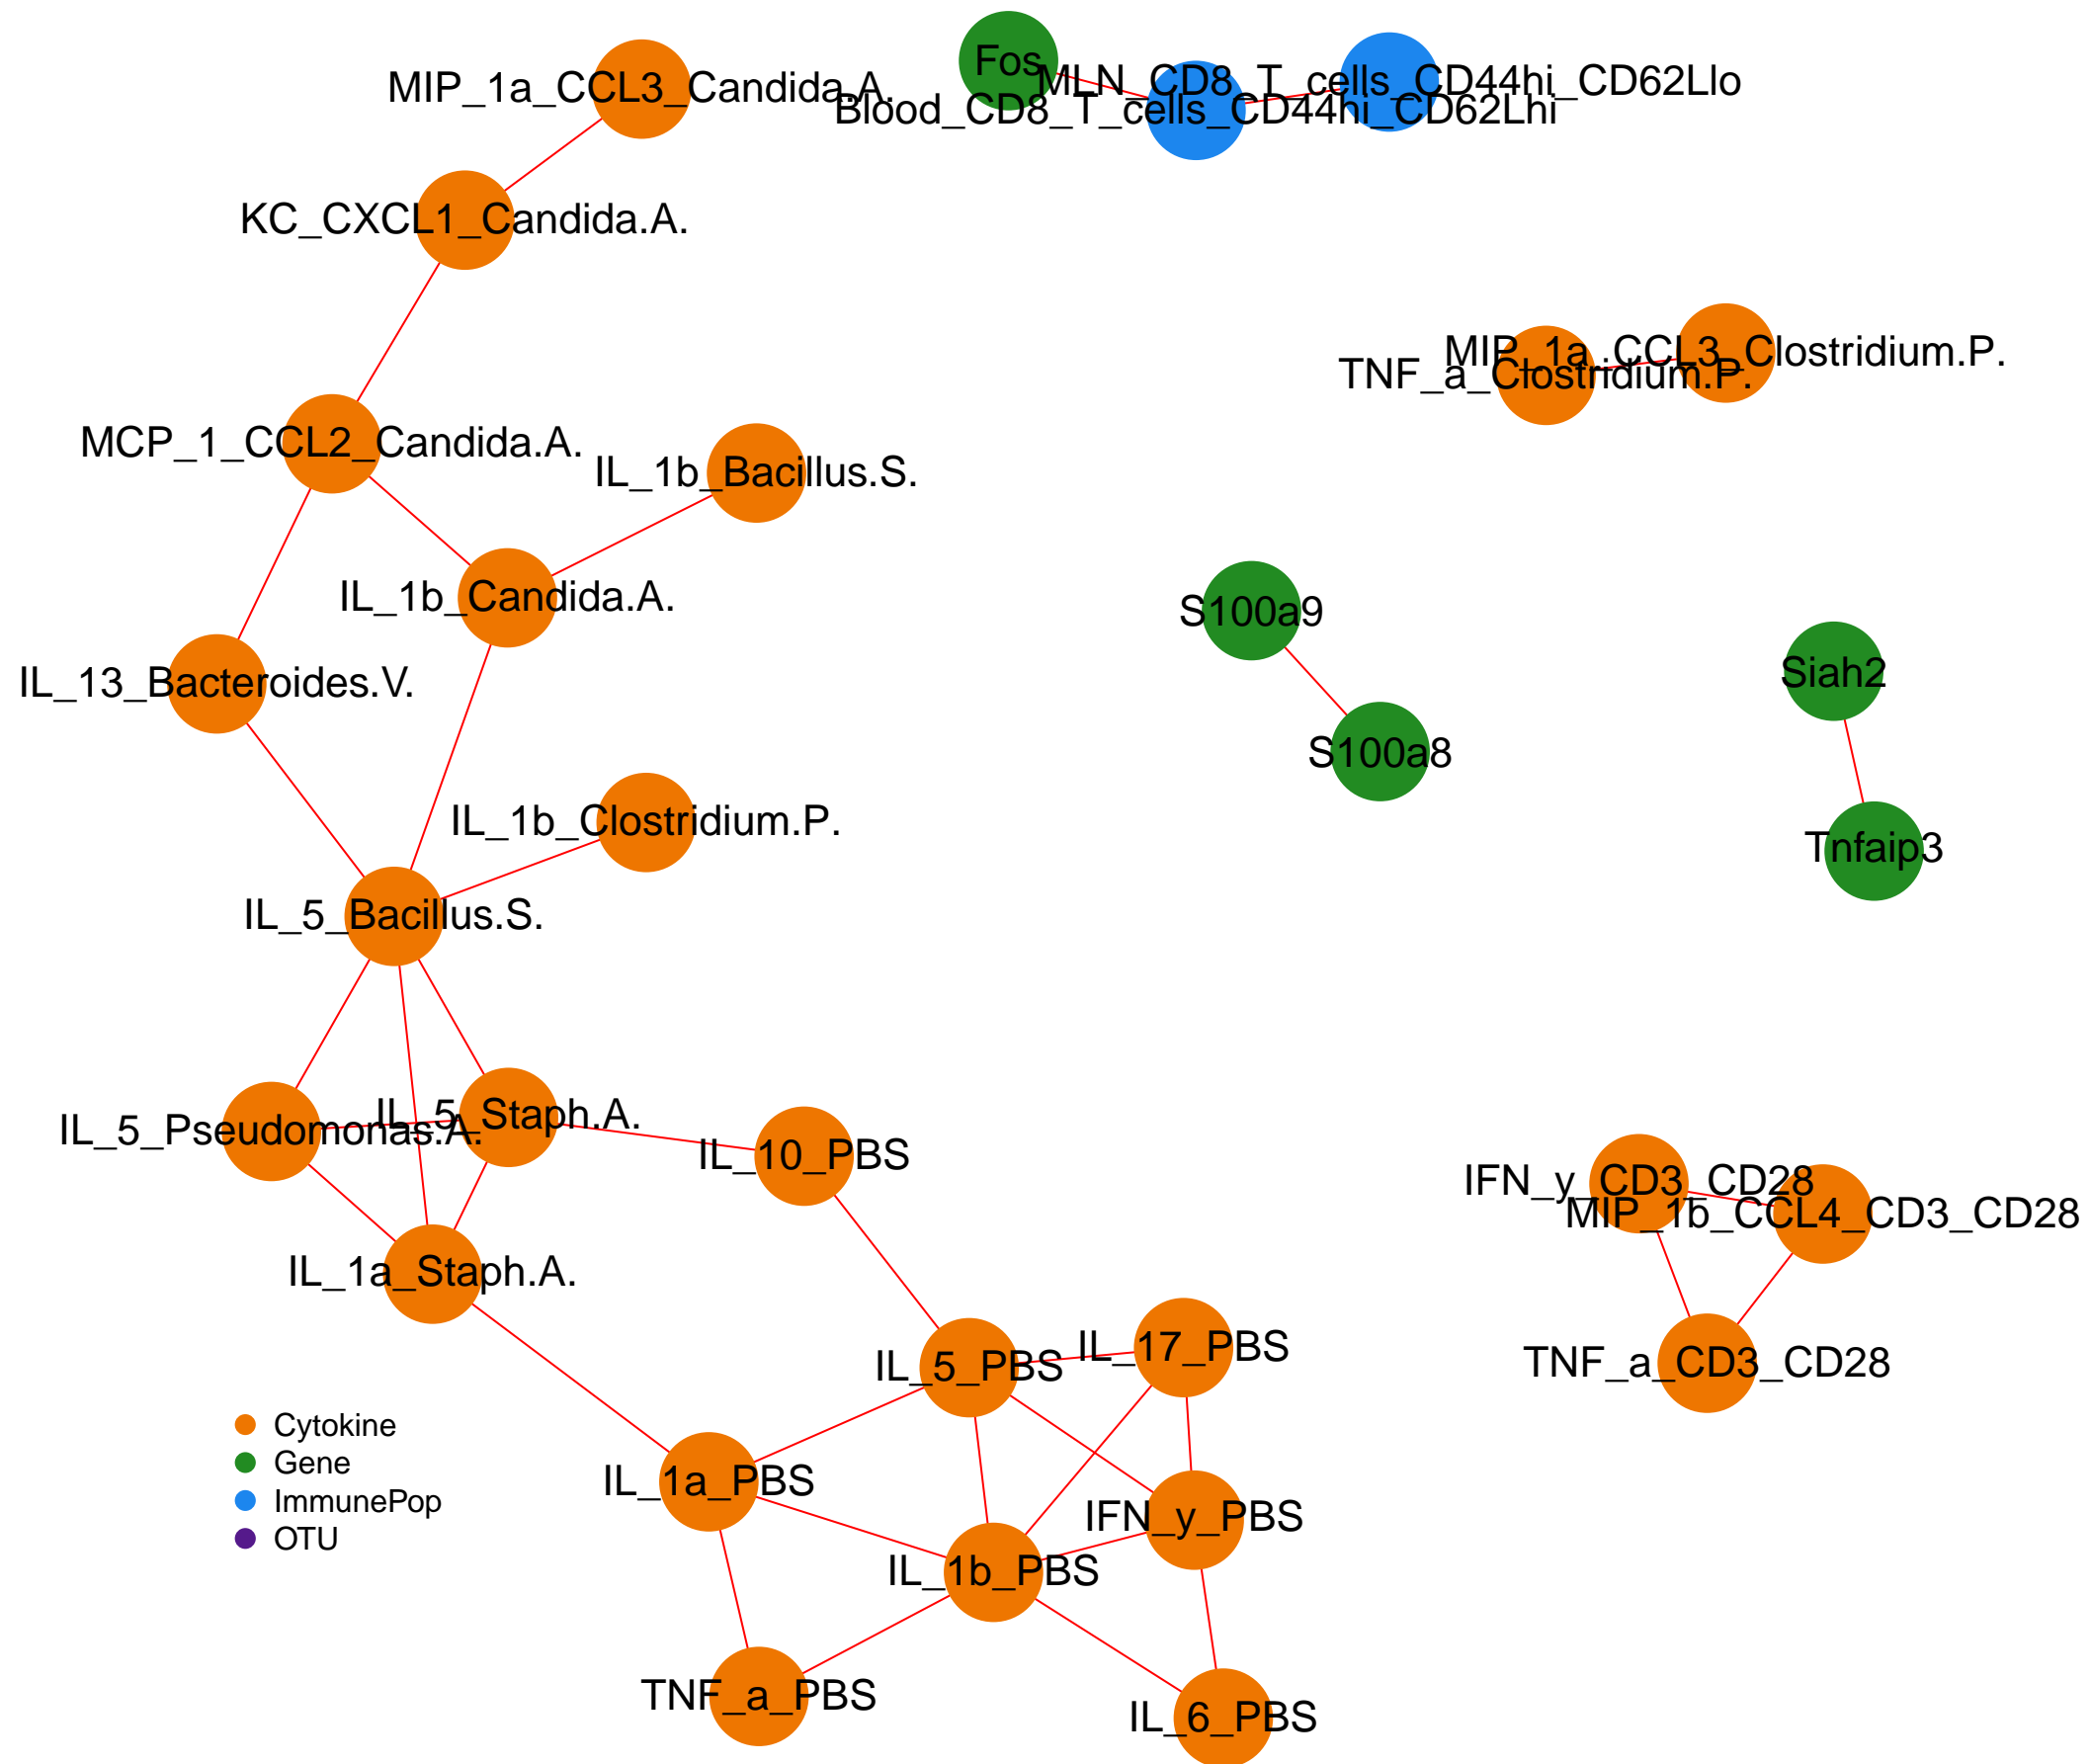 Fos
MIP_1a_CCL3_Candida.A.
MLN_CD8_T_cells_CD44hi_CD62Llo
Blood_CD8_T_cells_CD44hi_CD62Lhi
KC_CXCL1_Candida.A.
MIP_1a_CCL3_Clostridium.P.
TNF_a_Clostridium.P.
MCP_1_CCL2_Candida.A.
IL_1b_Bacillus.S.
IL_1b_Candida.A.
S100a9
Siah2
IL_13_Bacteroides.V.
S100a8
IL_1b_Clostridium.P.
Tnfaip3
IL_5_Bacillus.S.
IL_5_Staph.A.
IL_5_Pseudomonas.A.
IL_10_PBS
IFN_y_CD3_CD28
MIP_1b_CCL4_CD3_CD28
IL_1a_Staph.A.
IL_17_PBS
IL_5_PBS
TNF_a_CD3_CD28
Cytokine
Gene
ImmunePop
OTU
IL_1a_PBS
IFN_y_PBS
IL_1b_PBS
TNF_a_PBS
IL_6_PBS